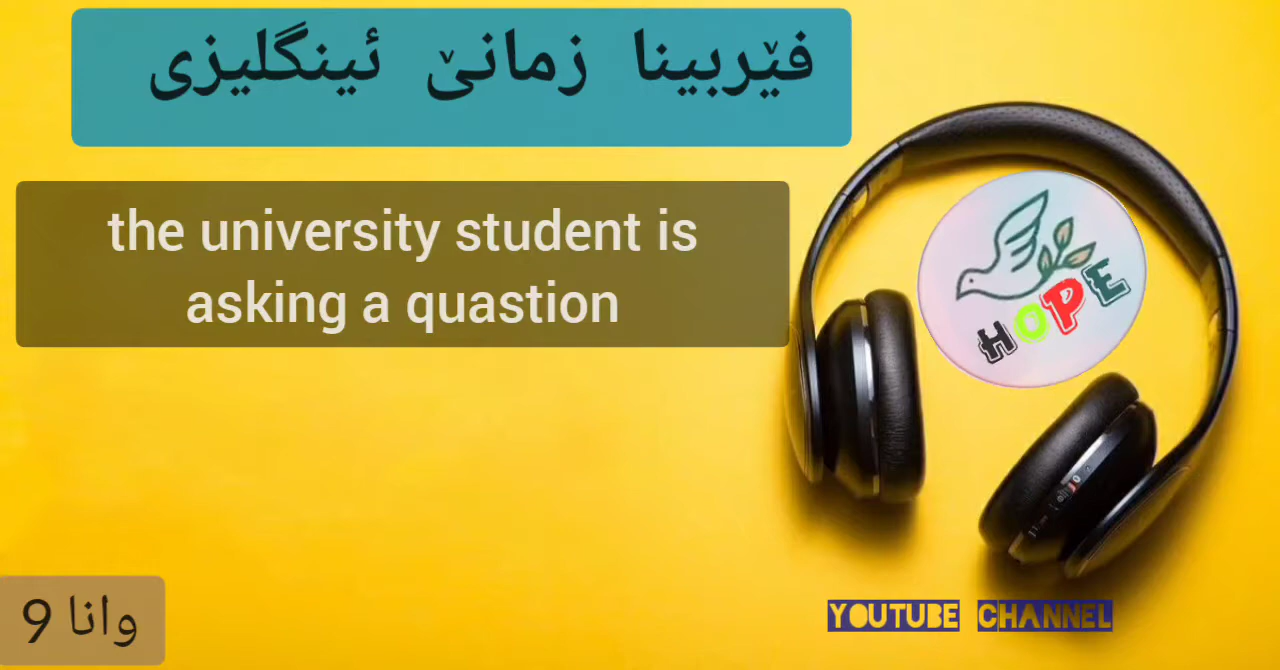 فێربینا زمانێ ئینگلیزی
the university student is
asking a quastion
HOPE
وانا 9
YOUTUBE CHANNEL